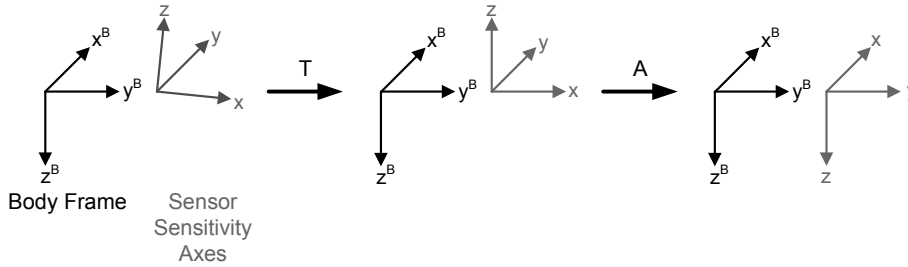 x^B
y^B
z^B
Body Frame
z
y
x
Sensor
Sensitivity
Axes
T
x^B
y^B
z^B
z
y
x
A
x^B
y^B
z^B
x
z